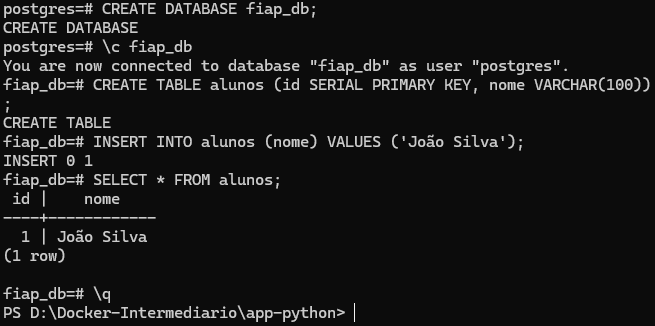 postgres=# CREATE DATABASE fiap_db;
CREATE DATABASE
postgres=# \c fiap_db
You are now connected to database "fiap_db" as user "postgres".
fiap_db=# CREATE TABLE alunos (id SERIAL PRIMARY KEY, nome VARCHAR(100))
;
CREATE TABLE
fiap_db=# INSERT INTO alunos (nome) VALUES ('João Silva');
INSERT 0 1
fiap_db=# SELECT * FROM alunos;
 id |    nome
----+------------
  1 | João Silva
(1 row)

fiap_db=# \q
PS D:\Docker-Intermediario\app-python>